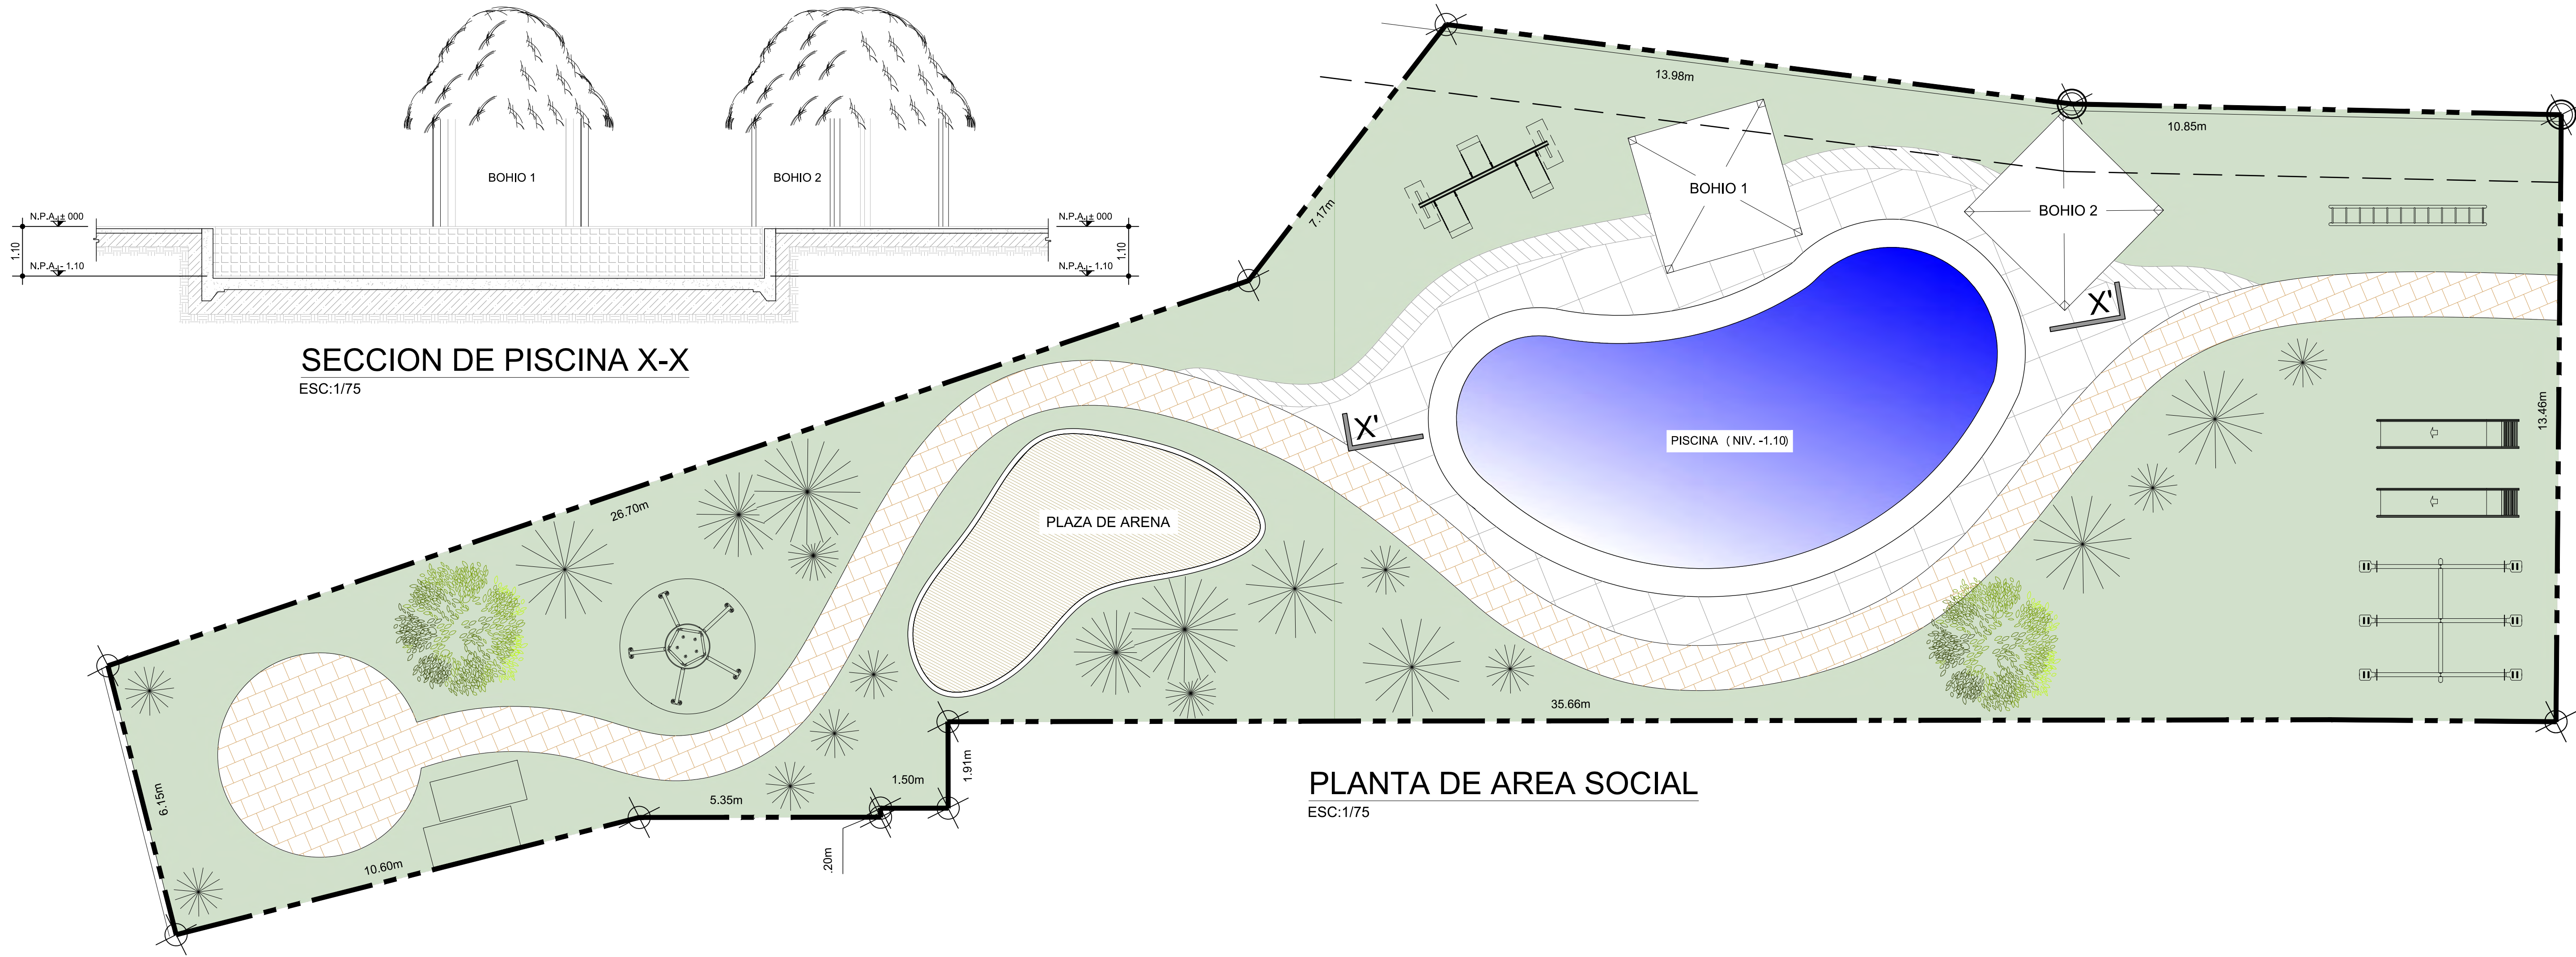 BOHIO 1
BOHIO 2
N.P.A. ± 000
N.P.A. ± 000
1.10
1.10
N.P.A. - 1.10
N.P.A. - 1.10
SECCION DE PISCINA X-X
ESC:1/75
13.98m
10.85m
7.17m
BOHIO 1
BOHIO 2
X'
X'
PISCINA ( NIV. -1.10)
13.46m
26.70m
PLAZA DE ARENA
35.66m
1.91m
1.50m
5.35m
.20m
6.15m
10.60m
PLANTA DE AREA SOCIAL
ESC:1/75